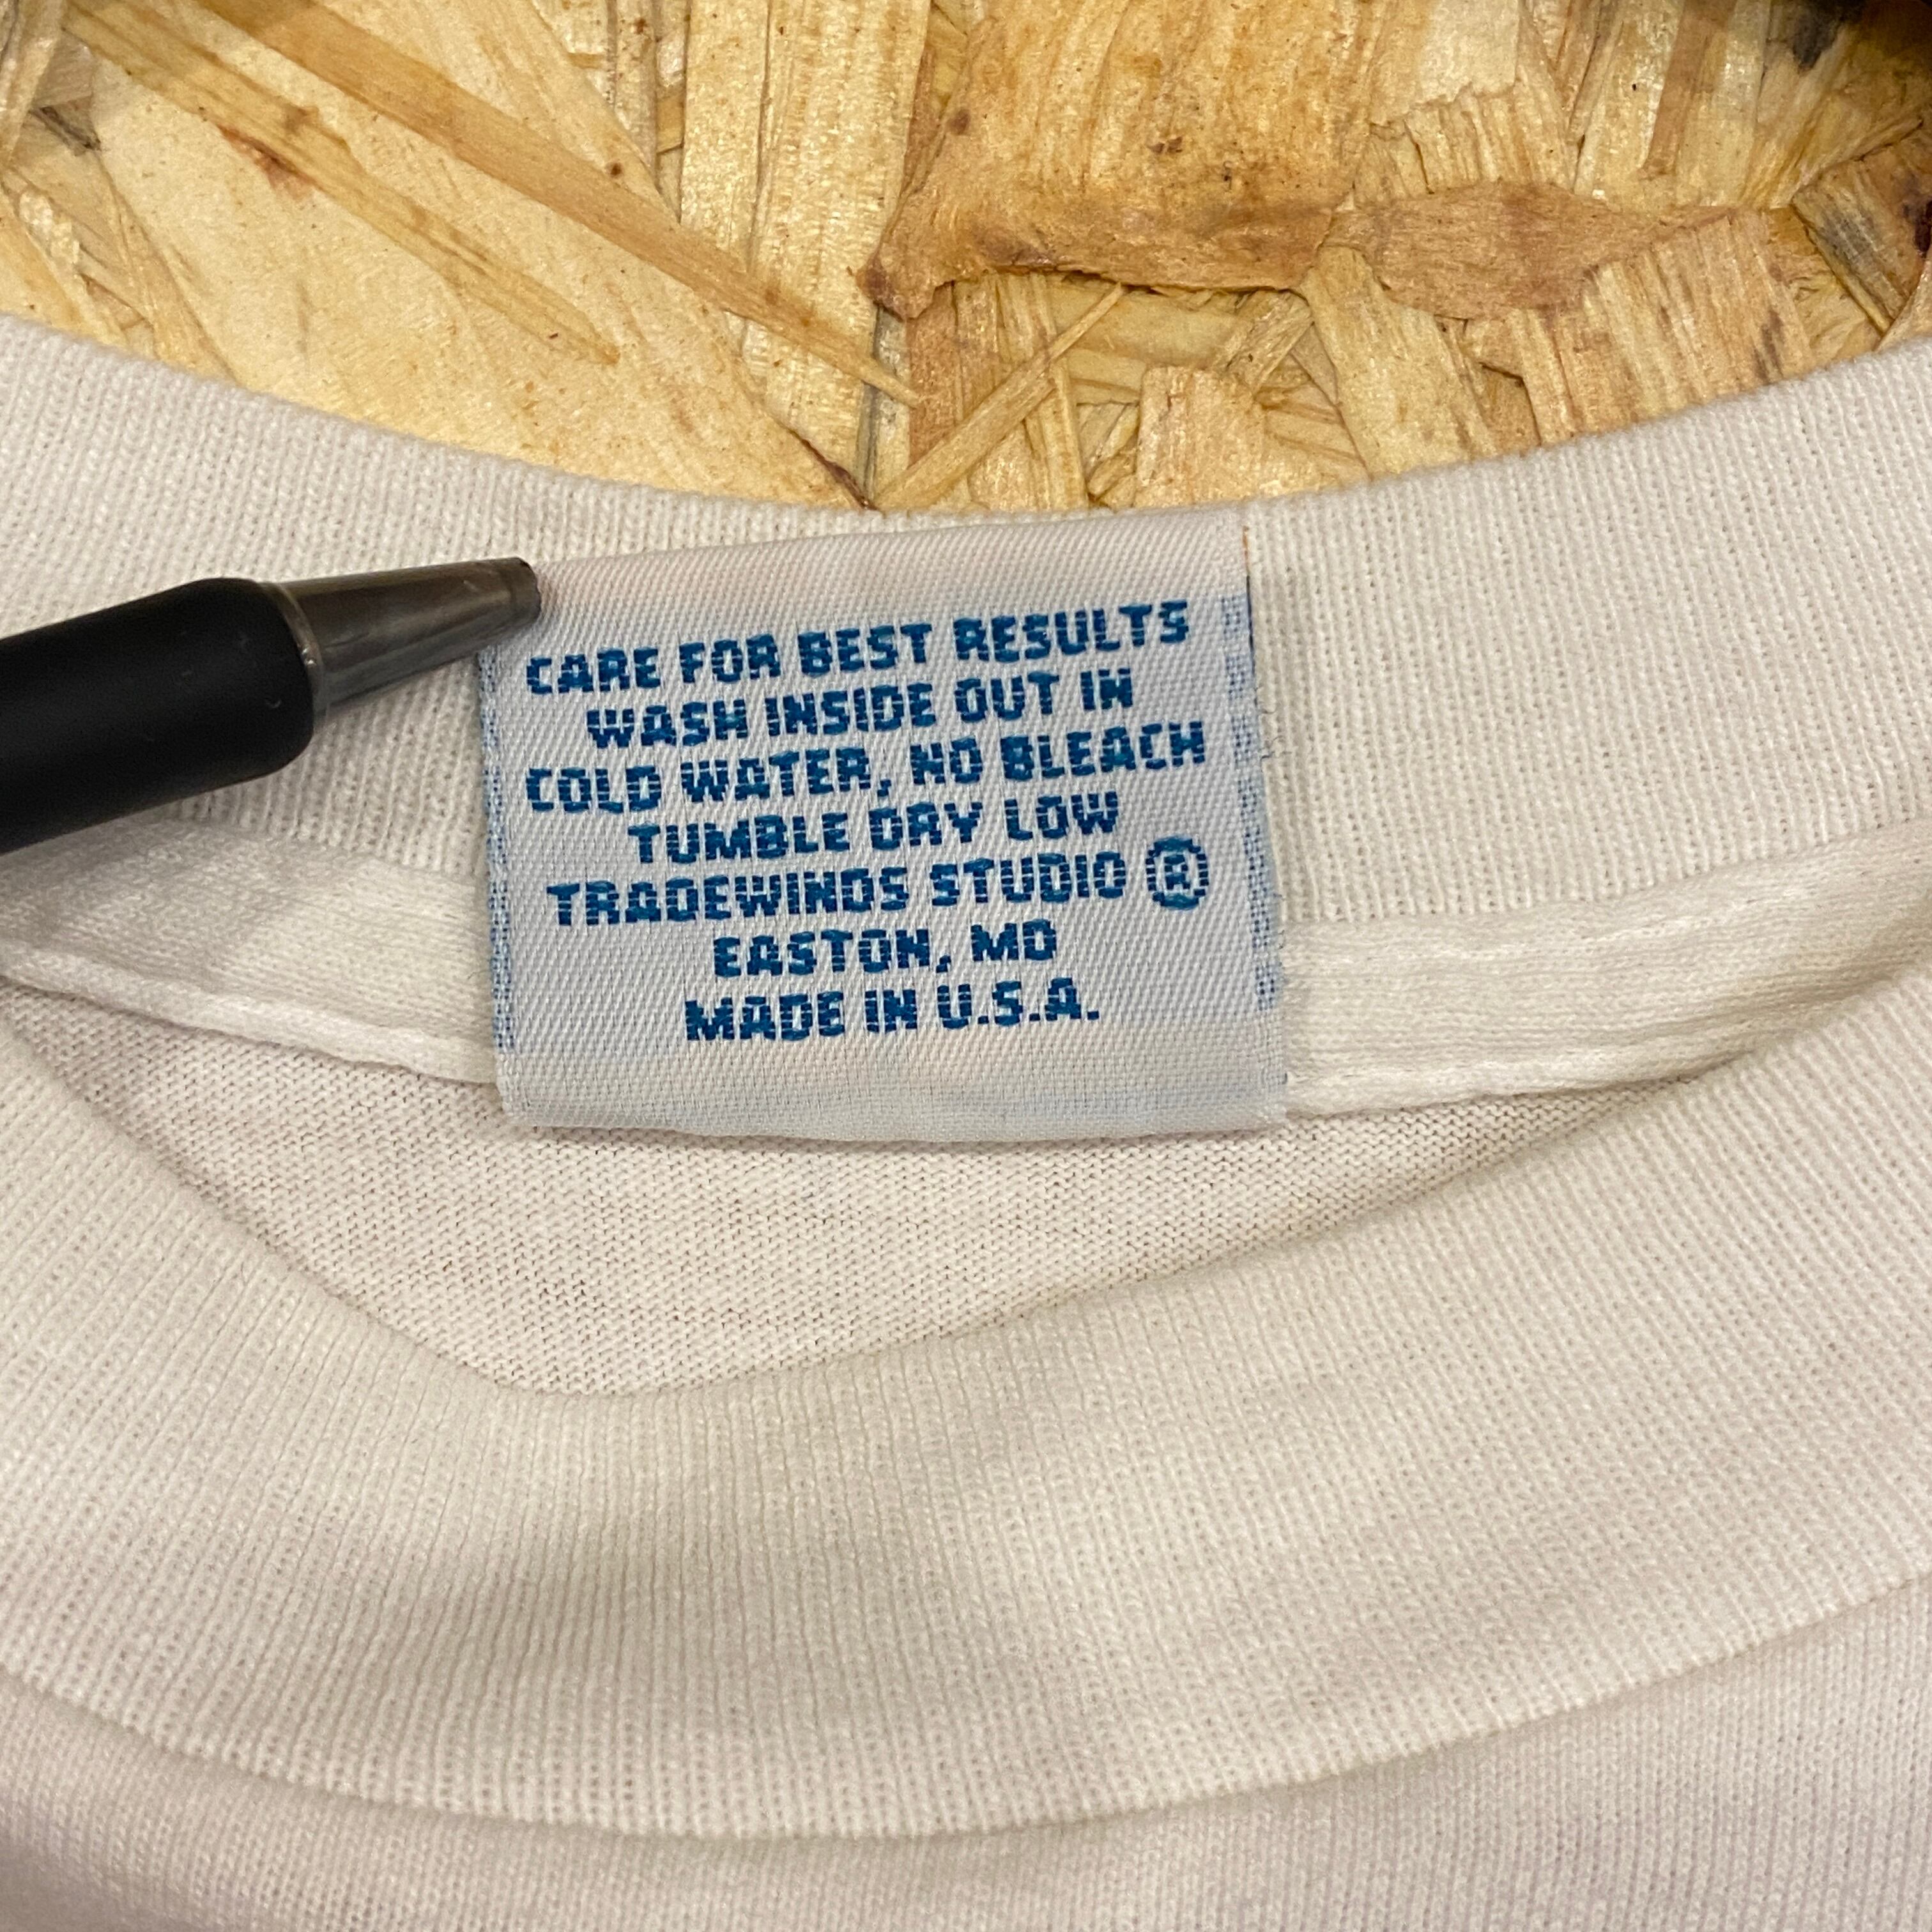 CARE FOR BEST RESULTS
WASH INSIDE OUT IN
COLD WATER, NO BLEACH
TUMBLE DRY LOW
TRADEWINDS STUDIO ®
EASTON, MD
MADE IN U.S.A.